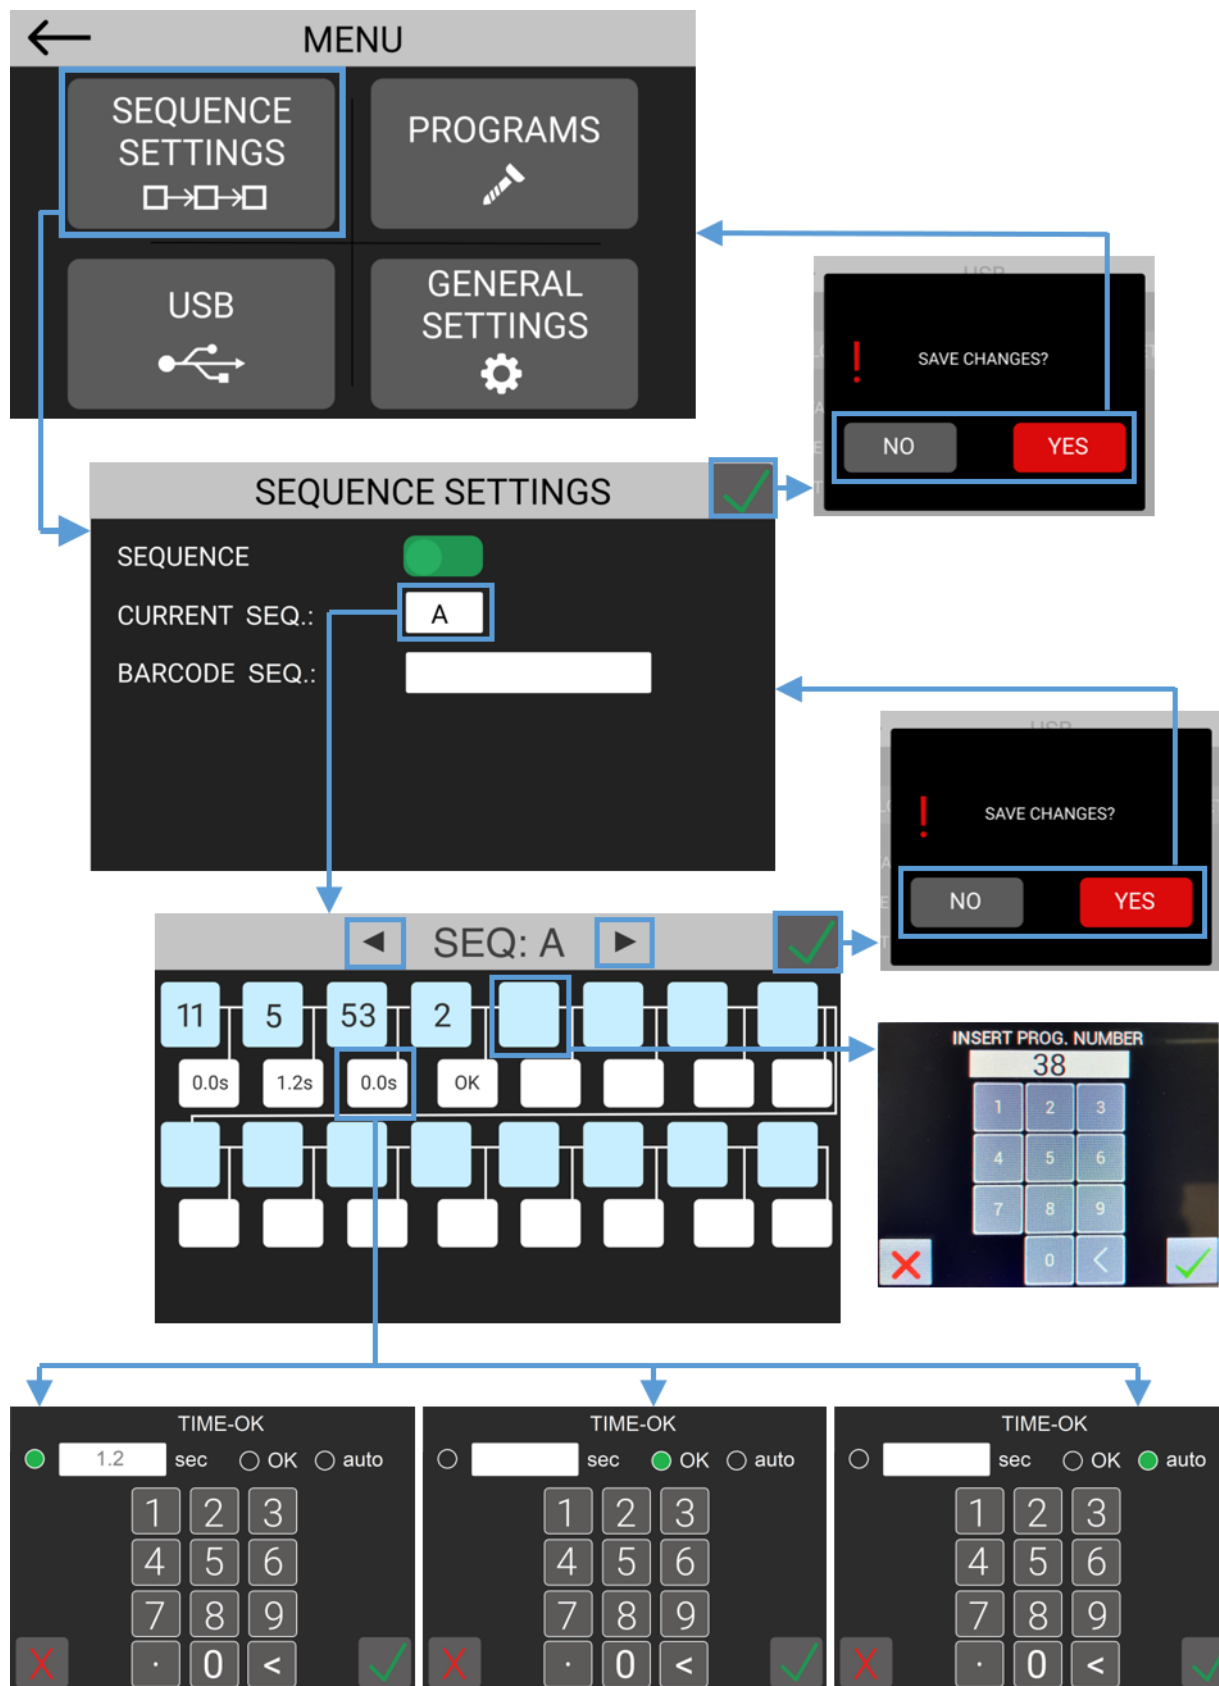 MENU
SEQUENCE
SETTINGS
PROGRAMS
USB
GENERAL
SETTINGS
USB
SAVE CHANGES?
NO
YES
SEQUENCE SETTINGS
SEQUENCE
CURRENT SEQ.:
A
BARCODE SEQ.:
USB
SAVE CHANGES?
NO
YES
SEQ: A
11 5 53 2
0.0s 1.2s 0.0s OK
INSERT PROG. NUMBER
38
1 2 3
4 5 6
7 8 9
0 <
TIME-OK
1.2 sec OK auto
1 2 3
4 5 6
7 8 9
. 0 <
X
TIME-OK
sec OK auto
1 2 3
4 5 6
7 8 9
. 0 <
X
TIME-OK
sec OK auto
1 2 3
4 5 6
7 8 9
. 0 <
X